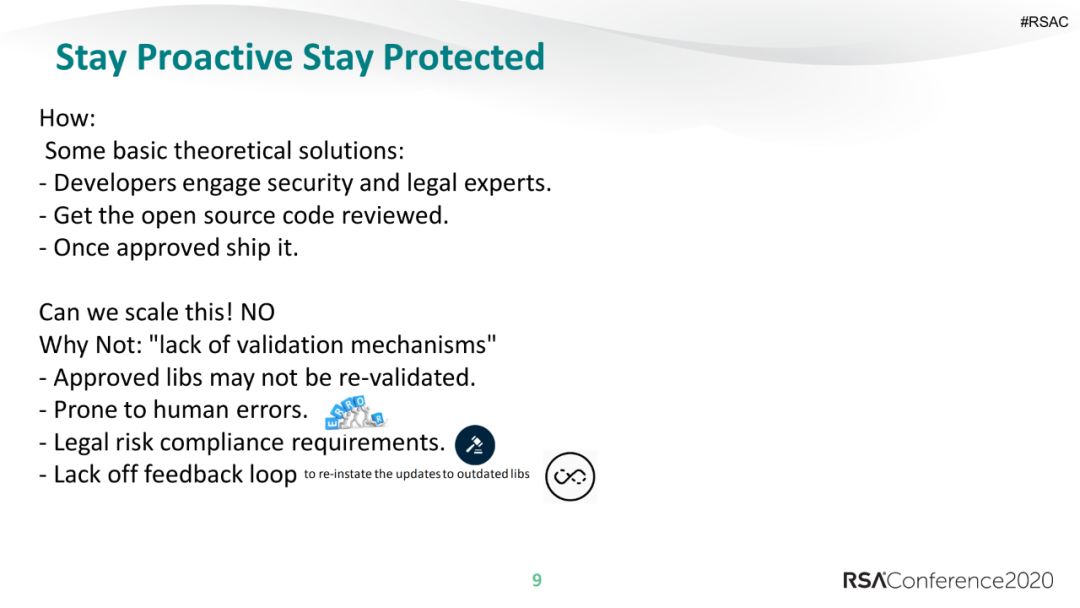 #RSAC
Stay Proactive Stay Protected
How:
Some basic theoretical solutions:
- Developers engage security and legal experts.
- Get the open source code reviewed.
- Once approved ship it.
Can we scale this! NO
Why Not: "lack of validation mechanisms"
- Approved libs may not be re-validated.
- Prone to human errors.
ERROR
- Legal risk compliance requirements.
- Lack off feedback loop to re-instate the updates to outdated libs
9
RSAConference2020